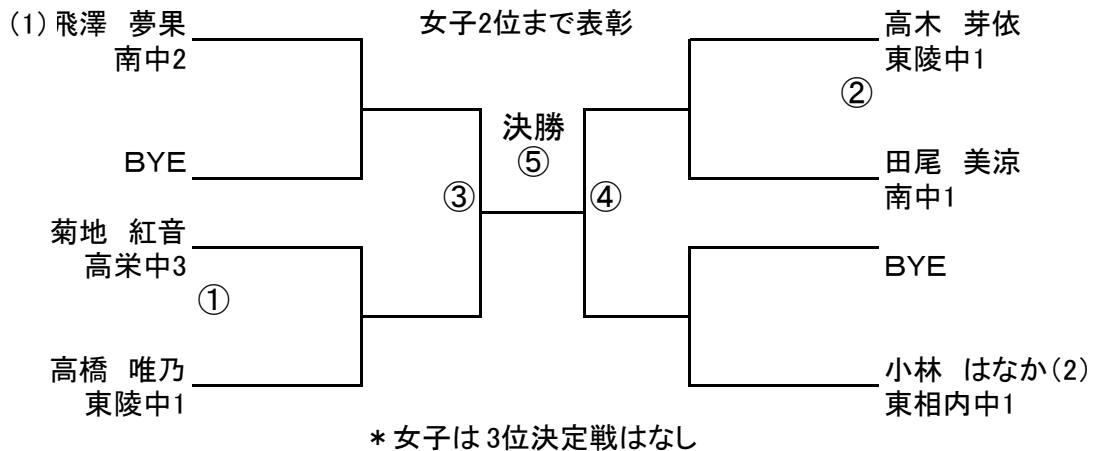 女子2位まで表彰
(1)飛澤　夢果
南中2
BYE
菊地　紅音
高栄中3
①
高橋　唯乃
東陵中1
③
決勝
⑤
④
高木　芽依
東陵中1
②
田尾　美涼
南中1
BYE
小林　はなか(2)
東相内中1
＊女子は3位決定戦はなし